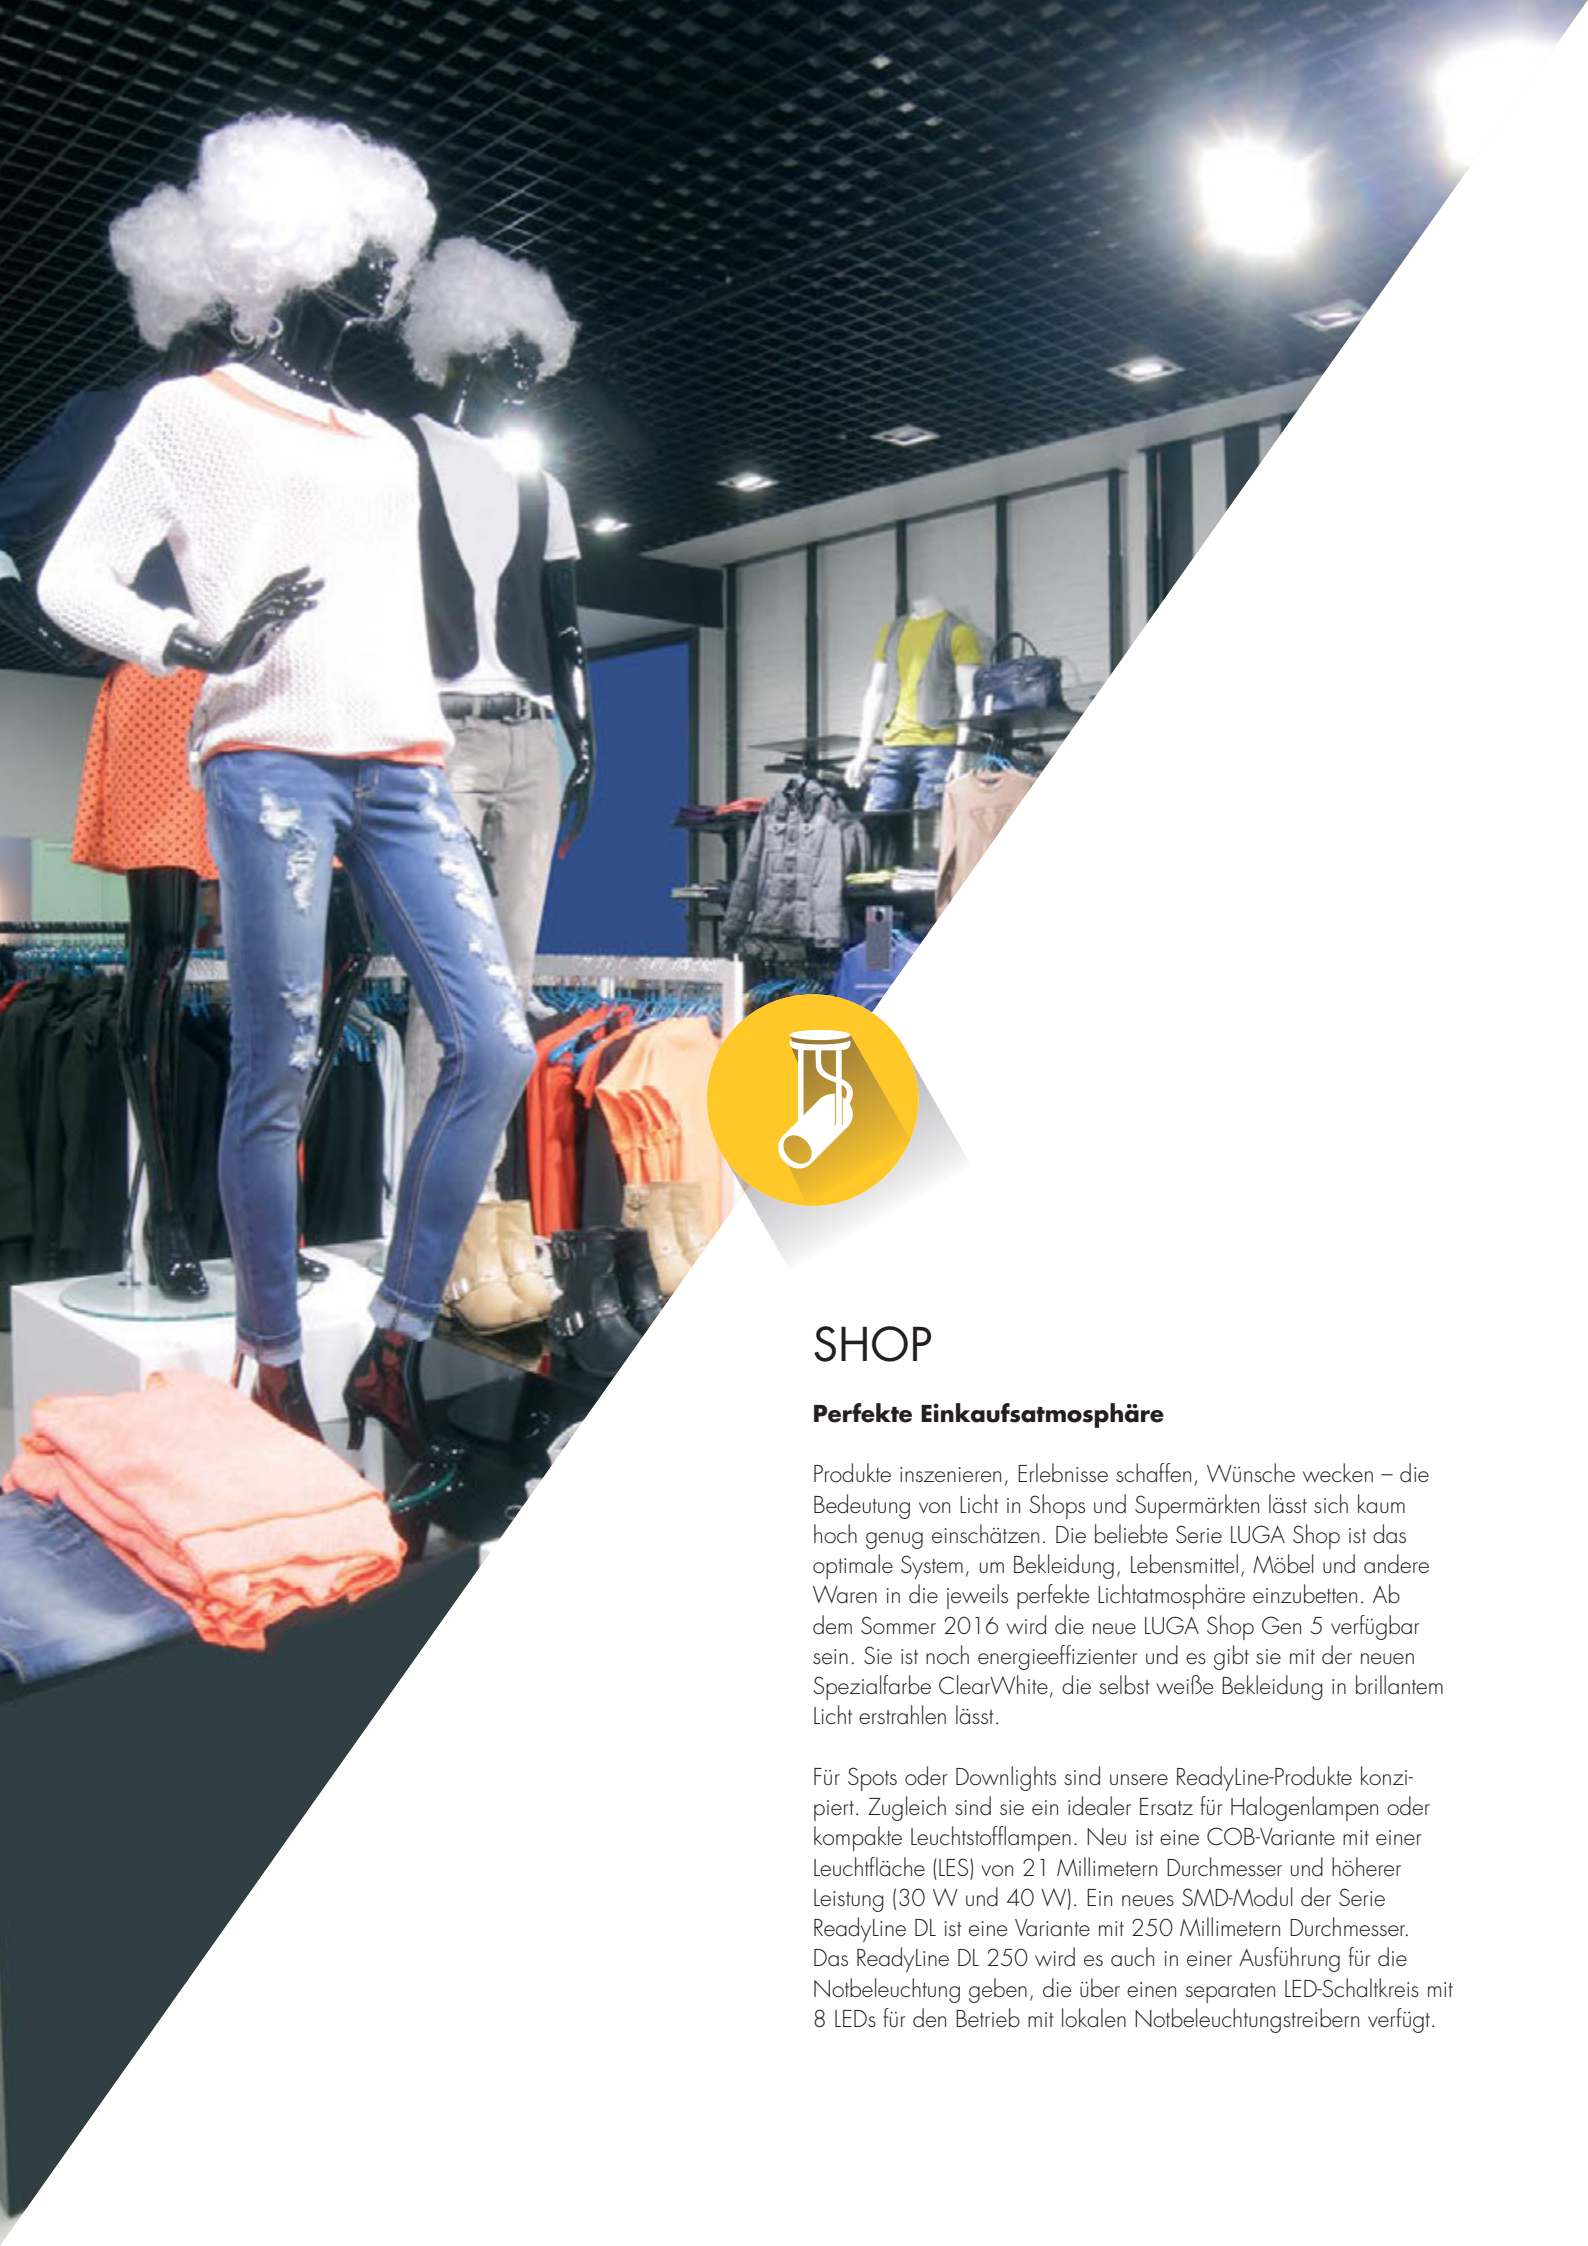 SHOP
Perfekte Einkaufsatmosphäre
Produkte inszenieren, Erlebnisse schaffen, Wünsche wecken – die
Bedeutung von Licht in Shops und Supermärkten lässt sich kaum
hoch genug einschätzen. Die beliebte Serie LUGA Shop ist das
optimale System, um Bekleidung, Lebensmittel, Möbel und andere
Waren in die jeweils perfekte Lichtatmosphäre einzubetten. Ab
dem Sommer 2016 wird die neue LUGA Shop Gen 5 verfügbar
sein. Sie ist noch energieeffizienter und es gibt sie mit der neuen
Spezialfarbe ClearWhite, die selbst weiße Bekleidung in brillantem
Licht erstrahlen lässt.
Für Spots oder Downlights sind unsere ReadyLine-Produkte konzi-
piert. Zugleich sind sie ein idealer Ersatz für Halogenlampen oder
kompakte Leuchtstofflampen. Neu ist eine COB-Variante mit einer
Leuchtfläche (LES) von 21 Millimetern Durchmesser und höherer
Leistung (30 W und 40 W). Ein neues SMD-Modul der Serie
ReadyLine DL ist eine Variante mit 250 Millimetern Durchmesser.
Das ReadyLine DL 250 wird es auch in einer Ausführung für die
Notbeleuchtung geben, die über einen separaten LED-Schaltkreis mit
8 LEDs für den Betrieb mit lokalen Notbeleuchtungstreibern verfügt.